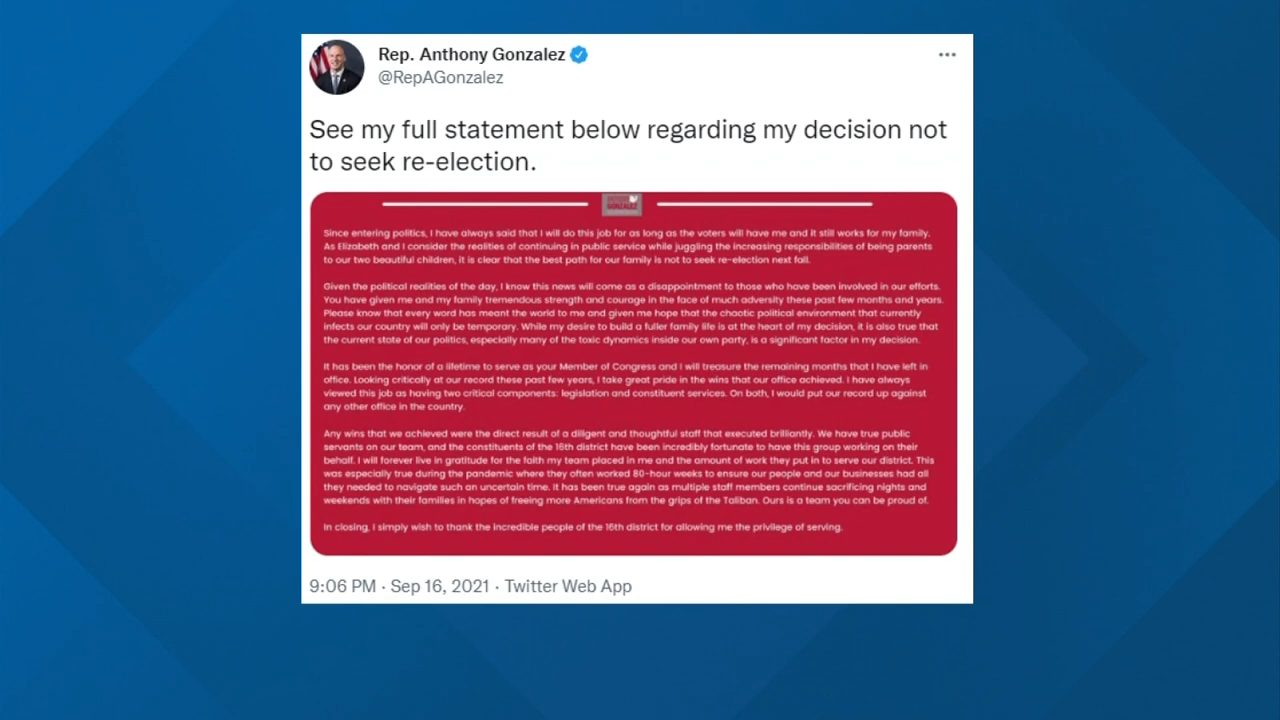 Rep. Anthony Gonzalez
@RepAGonzalez
See my full statement below regarding my decision not
to seek re-election.
GONZALEZ
Since entering politics, I have always said that I will do this job for as long as the voters will have me and it still works for my family.
As Elizabeth and I consider the realities of continuing in public service while juggling the increasing responsibilities of being parents
to our two beautiful children, it is clear that the best path for our family is not to seek re-election next fall.
Given the political realities of the day, I know this news will come as a disappointment to those who have been involved in our efforts.
You have given me and my family tremendous strength and courage in the face of much adversity these past few months and years.
Please know that every word has meant the world to me and given me hope that the chaotic political environment that currently
infects our country will only be temporary. While my desire to build a fuller family life is at the heart of my decision, it is also true that
the current state of our politics, especially many of the toxic dynamics inside our own party, is a significant factor in my decision.
It has been the honor of a lifetime to serve as your Member of Congress and I will treasure the remaining months that I have left in
office. Looking critically at our record these past few years, I take great pride in the wins that our office achieved. I have always
viewed this job as having two critical components: legislation and constituent services. On both, I would put our record up against
any other office in the country.
Any wins that we achieved were the direct result of a diligent and thoughtful staff that executed brilliantly. We have true public
servants on our team, and the constituents of the 16th district have been incredibly fortunate to have this group working on their
behalf. I will forever live in gratitude for the faith my team placed in me and the amount of work they put in to serve our district. This
was especially true during the pandemic where they often worked 80-hour weeks to ensure our people and our businesses had all
they needed to navigate such an uncertain time. It has been true again as multiple staff members continue sacrificing nights and
weekends with their families in hopes of freeing more Americans from the grips of the Taliban. Ours is a team you can be proud of.
In closing, I simply wish to thank the incredible people of the 16th district for allowing me the privilege of serving.
9:06 PM · Sep 16, 2021 · Twitter Web App